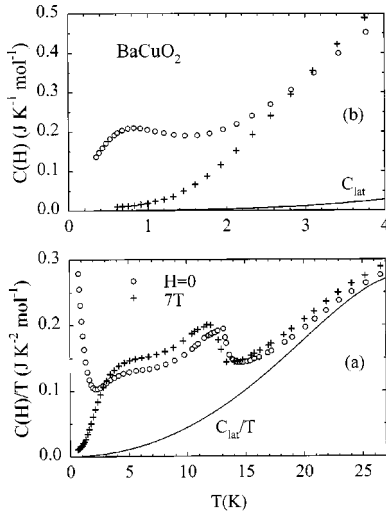 0.5
BaCuO₂
0.4
0.3
C(H) (J K⁻¹ mol⁻¹)
0.2
(b)
0.1
C_lat
0.0
0 1 2 3 4
0.3
H=0
7T
C(H)/T (J K⁻² mol⁻¹)
0.2
(a)
0.1
C_lat/T
0.0
0 5 10 15 20 25
T(K)